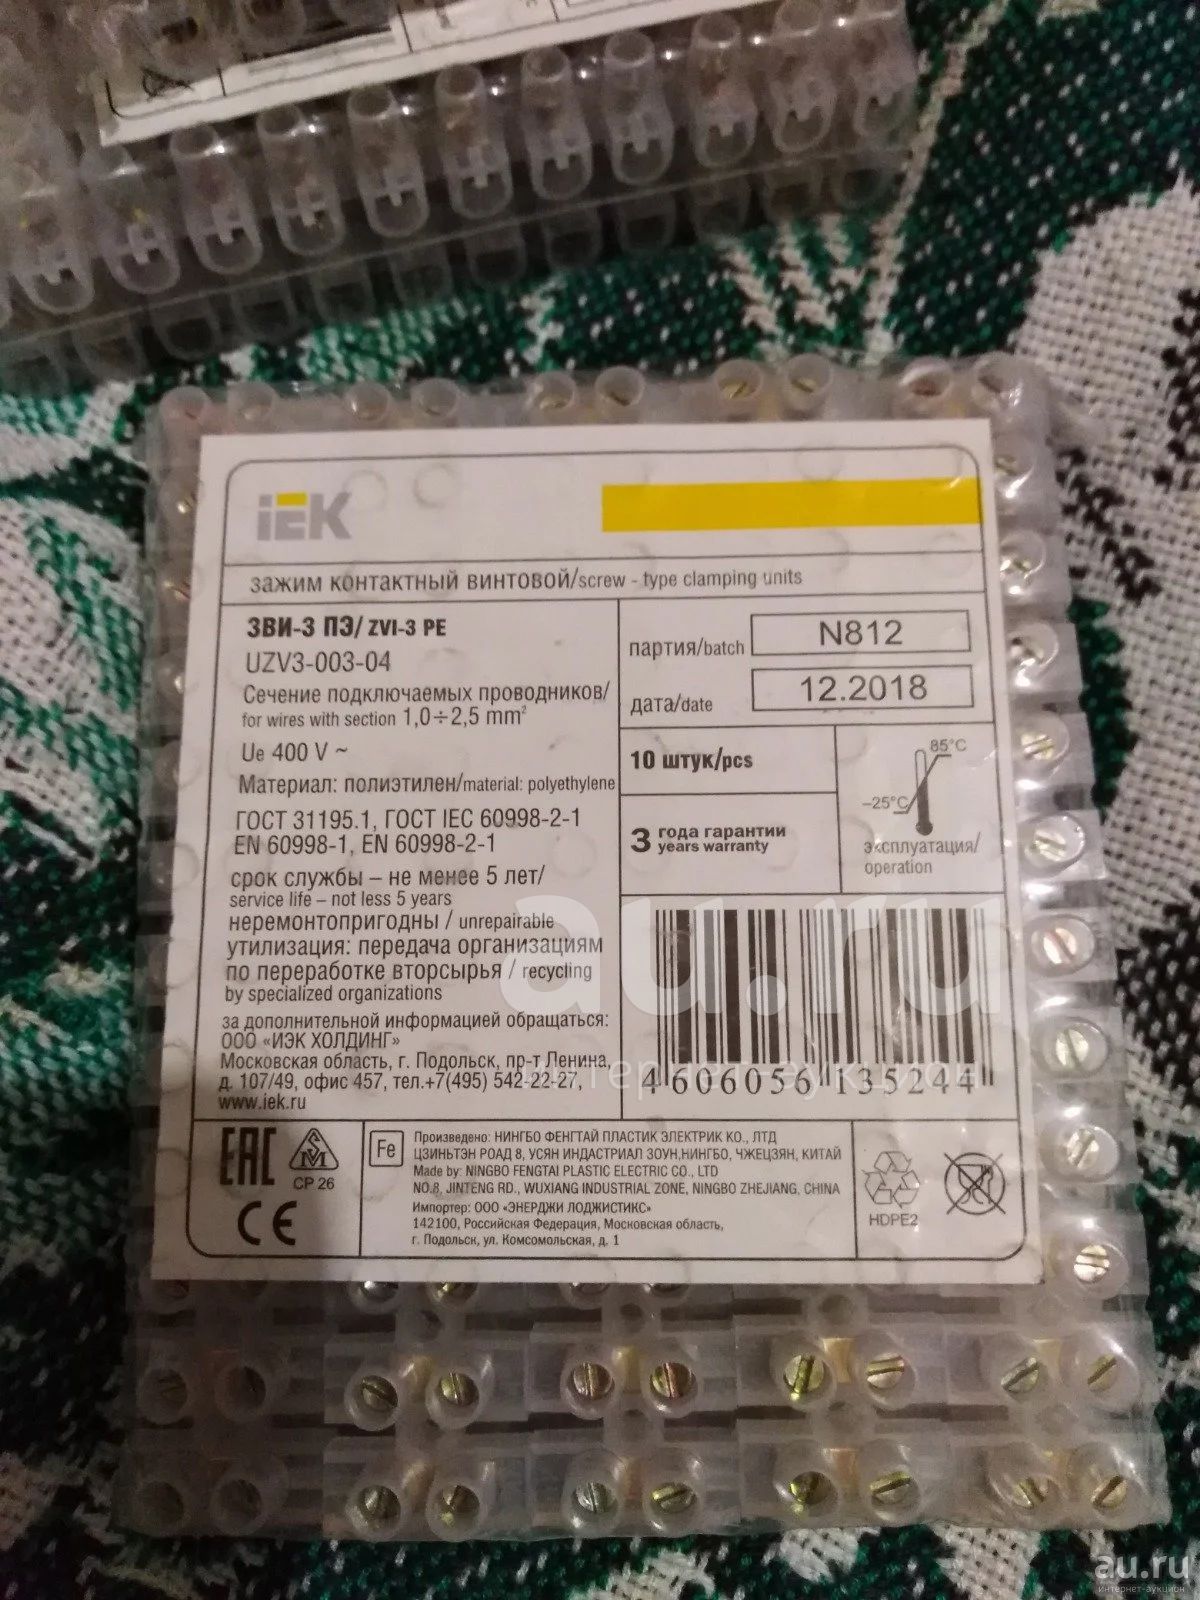 iEK
зажим контактный винтовой/screw - type clamping units
ЗВИ-3 ПЭ/ ZVI-3 PE
UZV3-003-04
Сечение подключаемых проводников/
for wires with section 1,0÷2,5 mm²
Ue 400 V ~
Материал: полиэтилен/material: polyethylene
ГОСТ 31195.1, ГОСТ IEC 60998-2-1
EN 60998-1, EN 60998-2-1
срок службы – не менее 5 лет/
service life – not less 5 years
неремонтопригодны / unrepairable
утилизация: передача организациям
по переработке вторсырья / recycling
by specialized organizations
за дополнительной информацией обращаться:
ООО «ИЭК ХОЛДИНГ»
Московская область, г. Подольск, пр-т Ленина,
д. 107/49, офис 457, тел.+7(495) 542-22-27,
www.iek.ru
партия/batch N812
дата/date 12.2018
10 штук/pcs
3 года гарантии
years warranty
85°C
–25°C
эксплуатация/
operation
4 606056 135244
EAC
CP 26
CE
Fe
Произведено: НИНГБО ФЕНГТАЙ ПЛАСТИК ЭЛЕКТРИК КО., ЛТД
ЦЗИНЬТЭН РОАД 8, УСЯН ИНДАСТРИАЛ ЗОУН,НИНГБО, ЧЖЕЦЗЯН, КИТАЙ
Made by: NINGBO FENGTAI PLASTIC ELECTRIC CO., LTD
NO.8, JINTENG RD., WUXIANG INDUSTRIAL ZONE, NINGBO ZHEJIANG, CHINA
Импортер: ООО «ЭНЕРДЖИ ЛОДЖИСТИКС»
142100, Российская Федерация, Московская область,
г. Подольск, ул. Комсомольская, д. 1
HDPE2
au.ru
интернет-аукцион
au.ru
интернет-аукцион